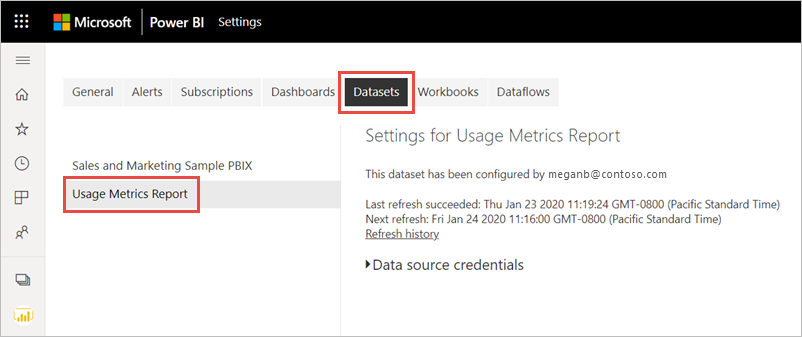 Microsoft Power BI Settings
General Alerts Subscriptions Dashboards Datasets Workbooks Dataflows
Settings for Usage Metrics Report
Sales and Marketing Sample PBIX
This dataset has been configured by meganb@contoso.com
Usage Metrics Report
Last refresh succeeded: Thu Jan 23 2020 11:19:24 GMT-0800 (Pacific Standard Time)
Next refresh: Fri Jan 24 2020 11:16:00 GMT-0800 (Pacific Standard Time)
Refresh history
Data source credentials